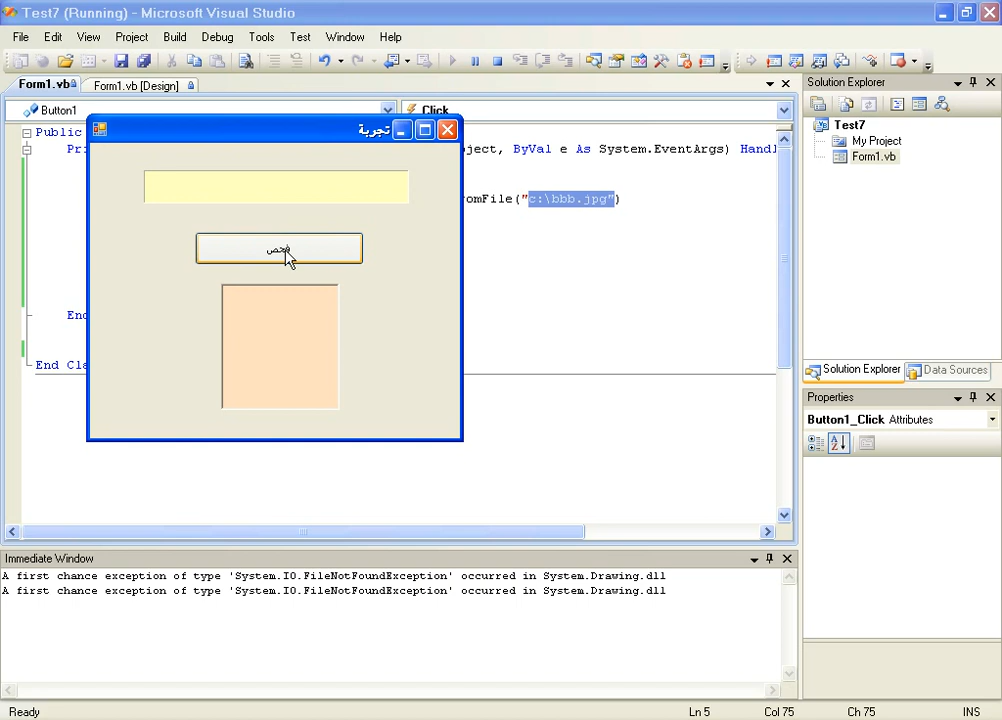 Test7 (Running) - Microsoft Visual Studio
File Edit View Project Build Debug Tools Test Window Help
Form1.vb Form1.vb [Design]
Button1 Click
Public
Pr ject, ByVal e As System.EventArgs) Handl
omFile("c:\bbb.jpg")
End
End Cla
تجربة
فحص
Solution Explorer
Test7
My Project
Form1.vb
Solution Explorer Data Sources
Properties
Button1_Click Attributes
Immediate Window
A first chance exception of type 'System.IO.FileNotFoundException' occurred in System.Drawing.dll
A first chance exception of type 'System.IO.FileNotFoundException' occurred in System.Drawing.dll
Ready Ln 5 Col 75 Ch 75 INS